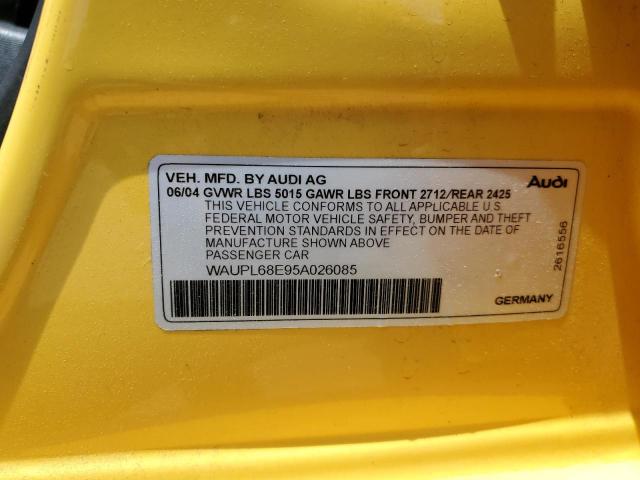 VEH. MFD. BY AUDI AG
Audi
06/04 GVWR LBS 5015 GAWR LBS FRONT 2712/REAR 2425
THIS VEHICLE CONFORMS TO ALL APPLICABLE U.S.
FEDERAL MOTOR VEHICLE SAFETY, BUMPER AND THEFT
PREVENTION STANDARDS IN EFFECT ON THE DATE OF
MANUFACTURE SHOWN ABOVE
PASSENGER CAR
WAUPL68E95A026085
2616556
GERMANY